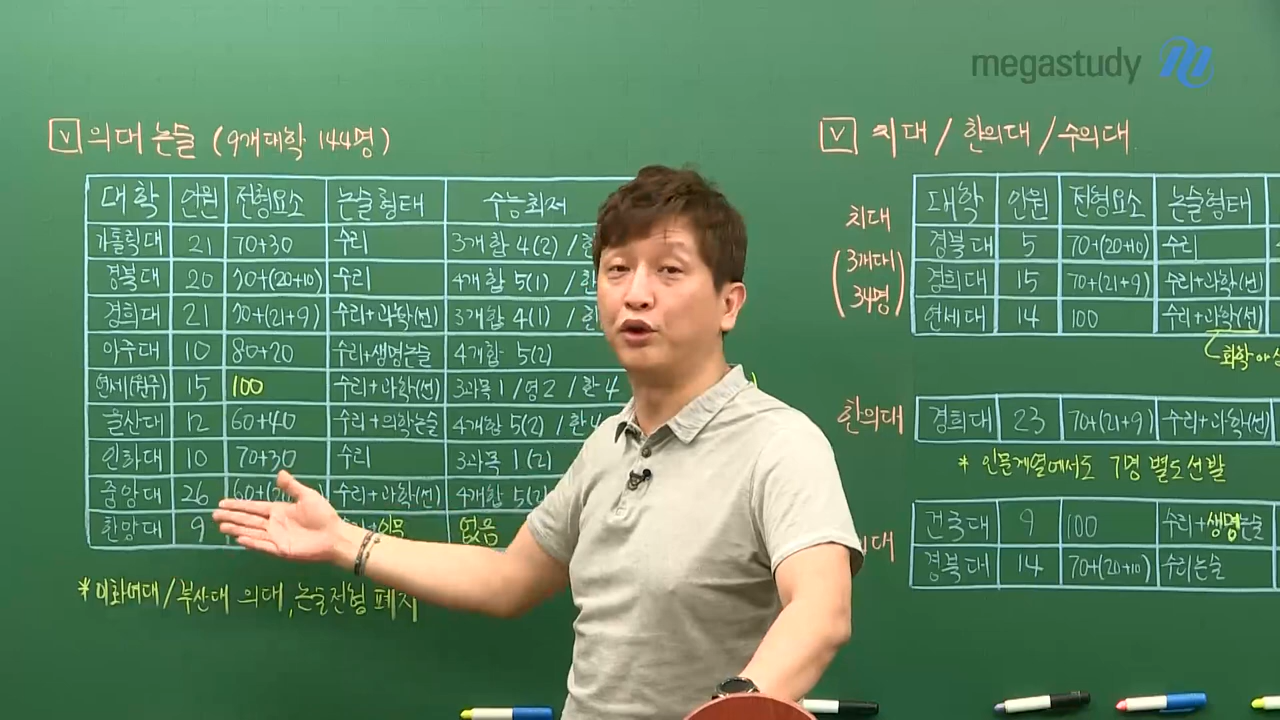 megastudy
v 의대 논술 (9개대학 144명)
대학 인원 전형요소 논술형태 수능최저
가톨릭대 21 70+30 수리 3개합 4(2) /
경북대 20 70+(20+10) 수리 4개합 5(1) /
경희대 21 70+(21+9) 수리+과학(선) 3개합 4(1) /
아주대 10 80+20 수리+생명논술 4개합 5(2)
연세(원주) 15 100 수리+과학(선) 3과목 1 / 영2 / 한4
울산대 12 60+40 수리+의학논술 4개합 5(2) / 한4
인하대 10 70+30 수리 3과목 1(2)
중앙대 26 60+(20 수리+과학(선) 4개합 5(2)
한양대 9 없음
*이화여대/부산대 의대, 논술전형 폐지
v 치대 / 한의대 / 수의대
치대
(3개대
34명)
대학 인원 전형요소 논술형태
경북대 5 70+(20+10) 수리
경희대 15 70+(21+9) 수리+과학(선)
연세대 14 100 수리+과학(선)
한의대
경희대 23 70+(21+9) 수리+과학(선)
* 인문계열에서도 7명 별도선발
의대
건국대 9 100 수리+생명논술
경북대 14 70+(20+10) 수리논술